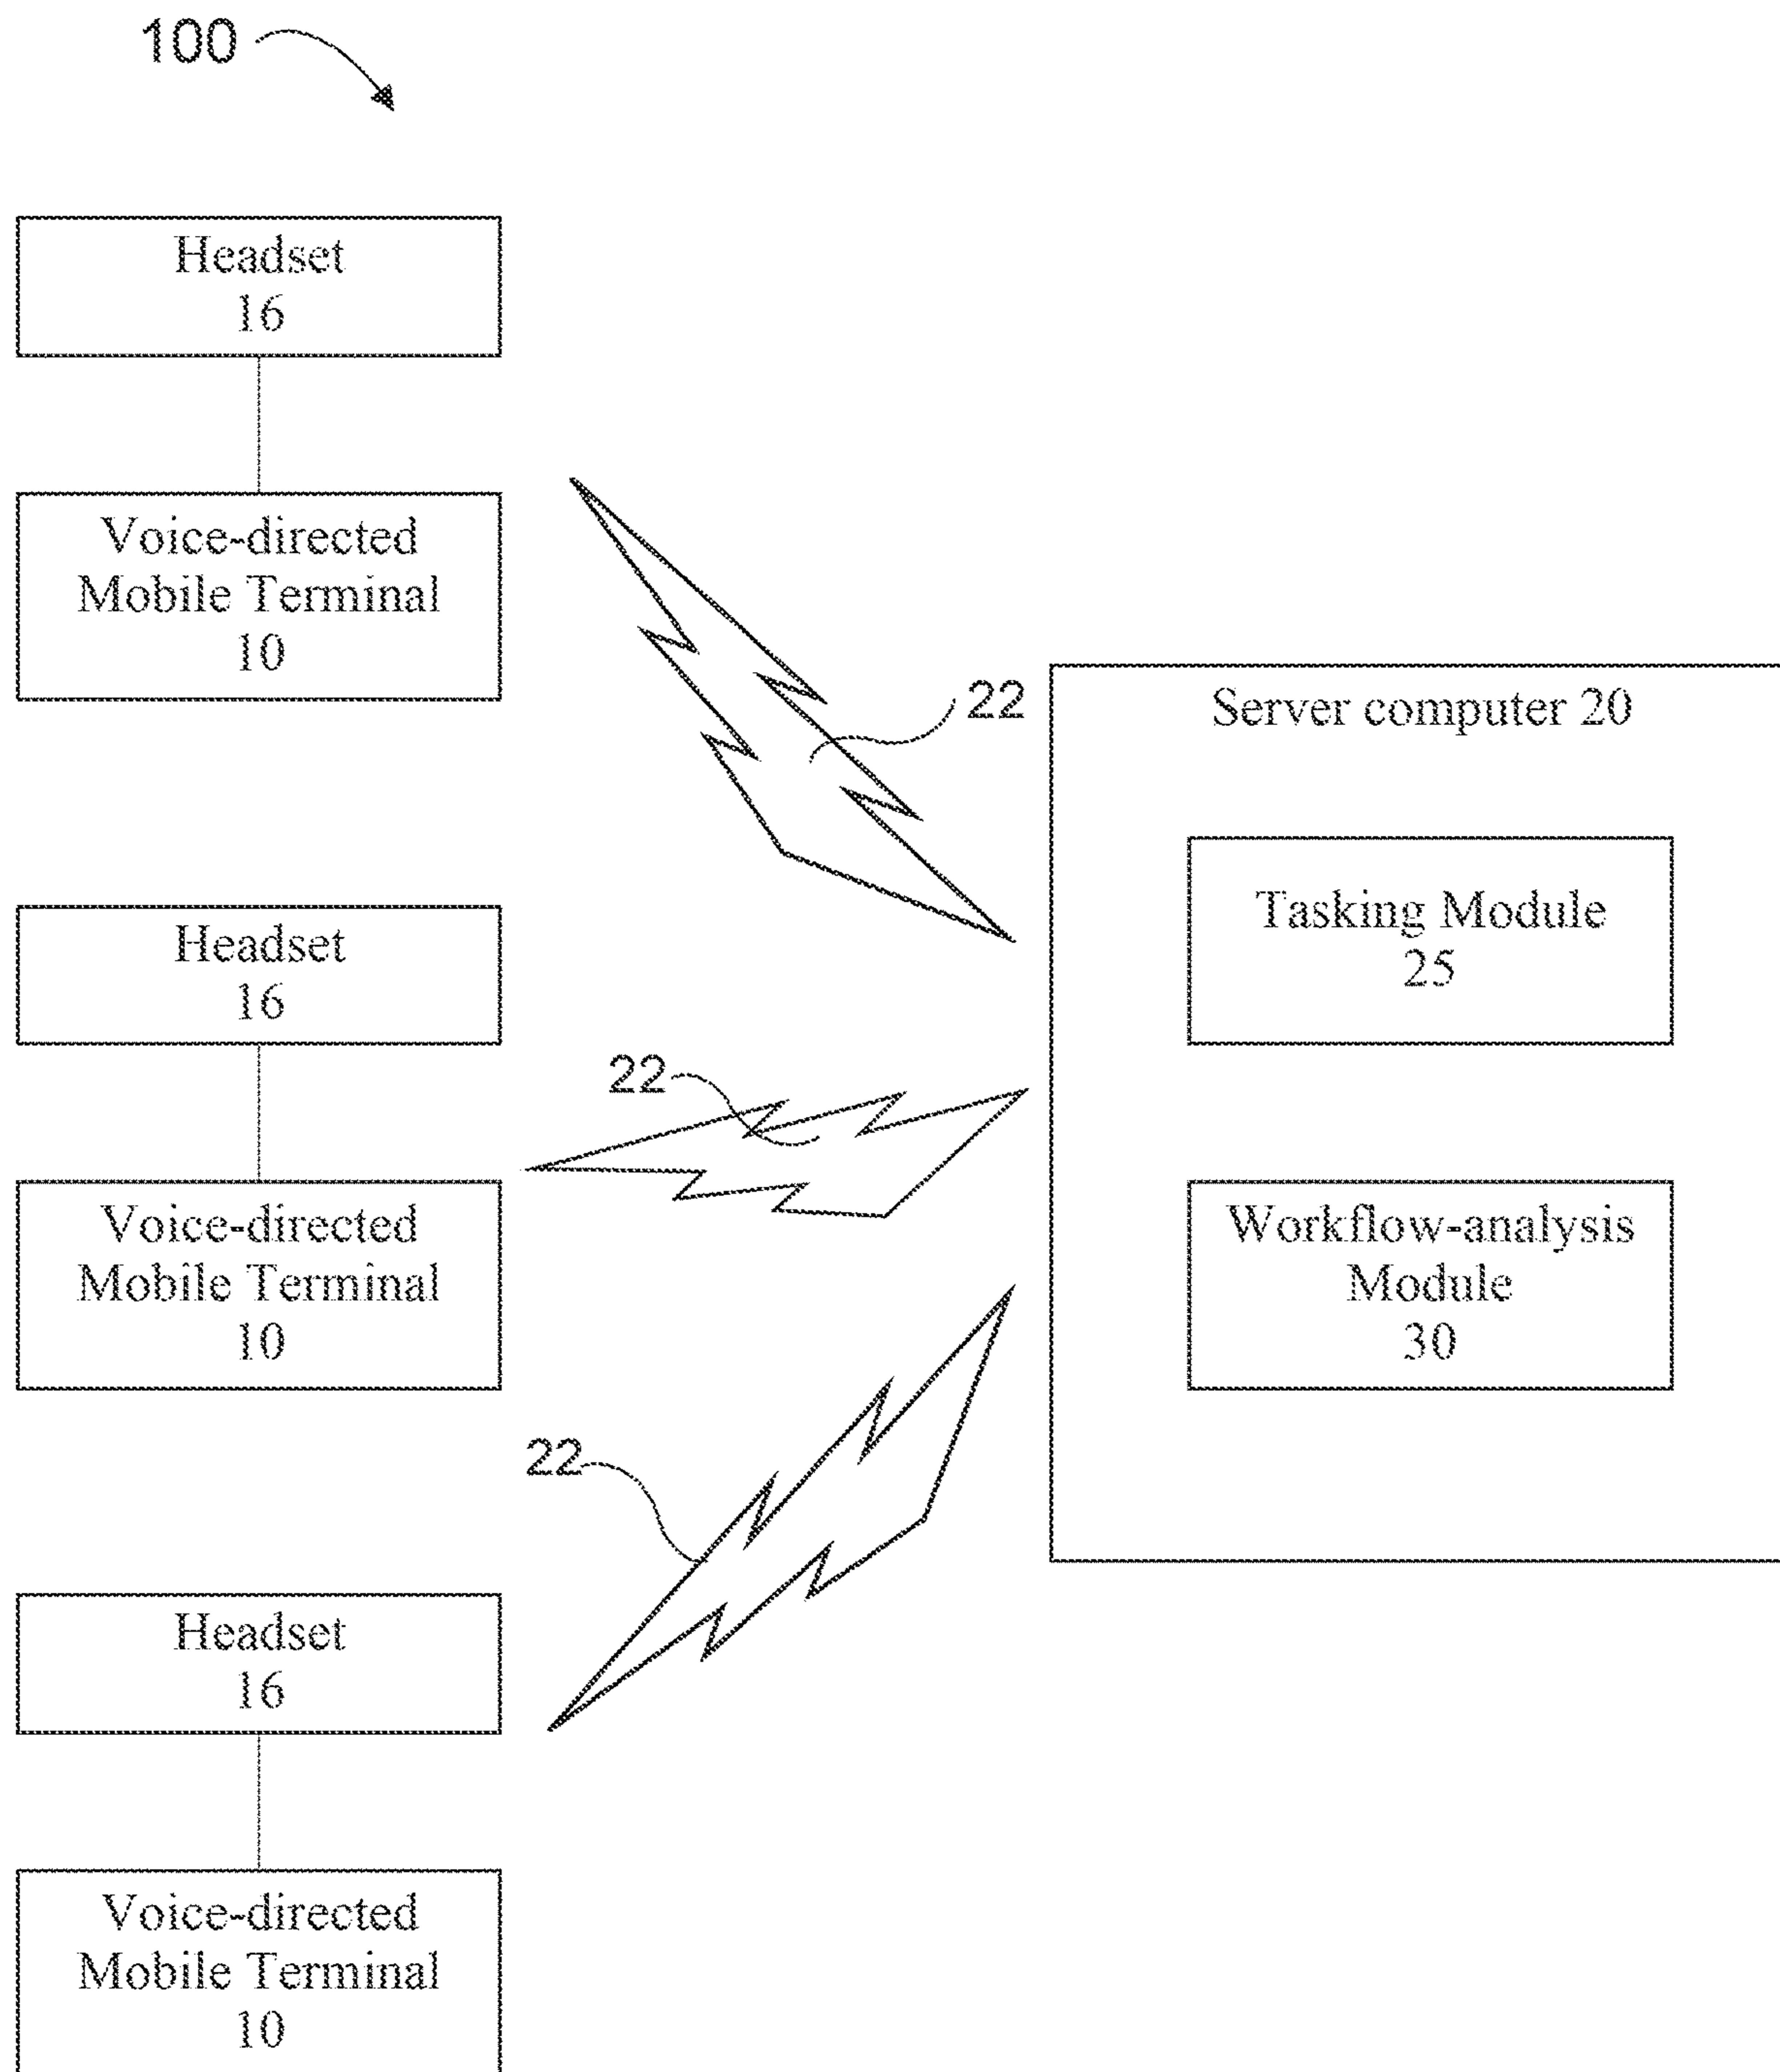 100
Headset
16
Voice-directed
Mobile Terminal
10
22
Server computer 20
Tasking Module
25
Headset
16
22
Voice-directed
Mobile Terminal
10
Workflow-analysis
Module
30
22
Headset
16
Voice-directed
Mobile Terminal
10